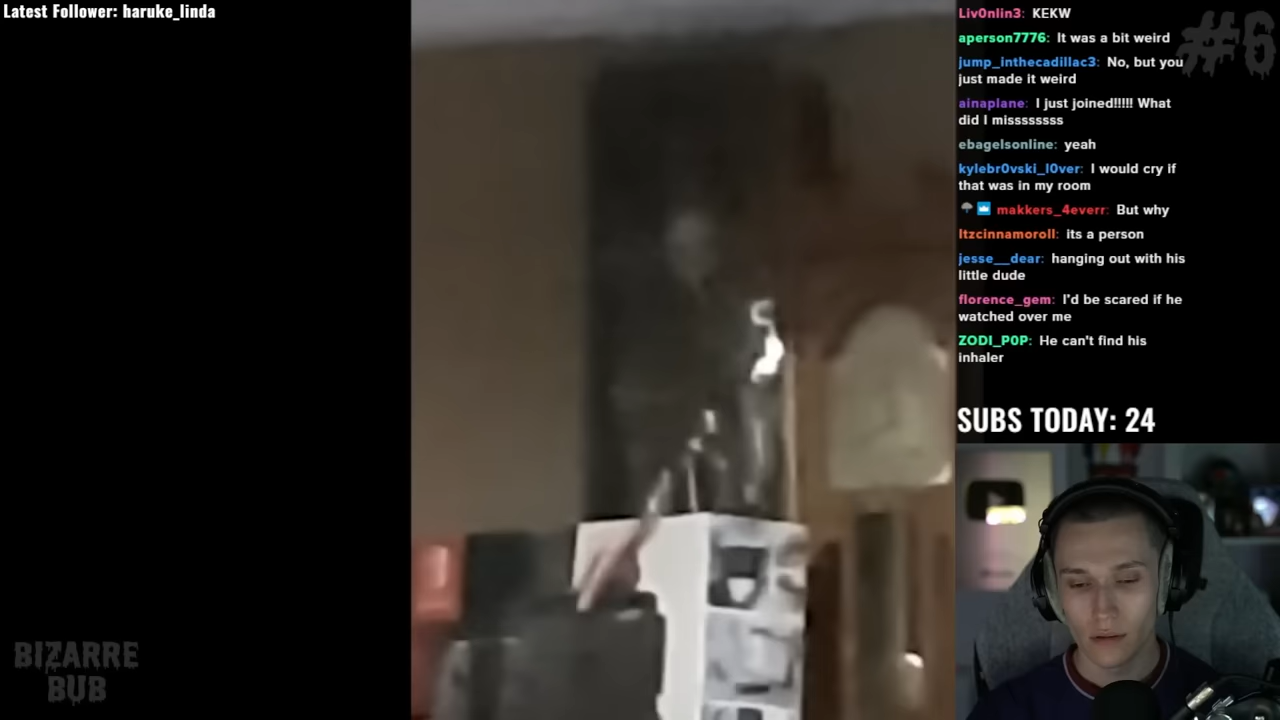 Latest Follower: haruke_linda
Liv0nlin3: KEKW
aperson7776: It was a bit weird
jump_inthecadillac3: No, but you
just made it weird
ainaplane: I just joined!!!!! What
did I missssssss
ebagelsonline: yeah
kylebr0vski_l0ver: I would cry if
that was in my room
makkers_4everr: But why
Itzcinnamoroll: its a person
jesse__dear: hanging out with his
little dude
florence_gem: I'd be scared if he
watched over me
ZODI_P0P: He can't find his
inhaler
#6
SUBS TODAY: 24
BIZARRE
BUB